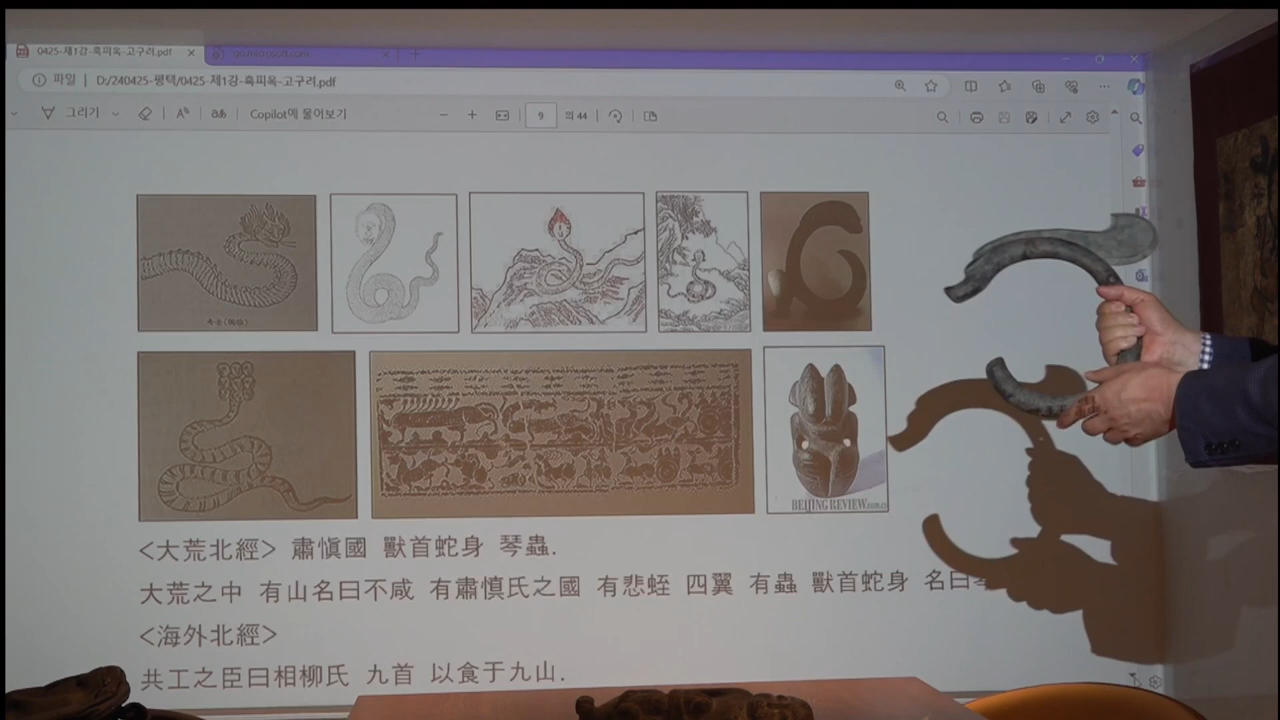 0425-제1강-흑피옥-고구려.pdf
파일 | D:/240425-평택/0425-제1강-흑피옥-고구려.pdf
그리기 Copilot에 물어보기 9 의 44
BEIJING REVIEW.com.cn
<大荒北經> 肅愼國 獸首蛇身 琴蟲.
大荒之中 有山名曰不咸 有肅慎氏之國 有悲蛭 四翼 有蟲 獸首蛇身 名曰
<海外北經>
共工之臣曰相柳氏 九首 以食于九山.